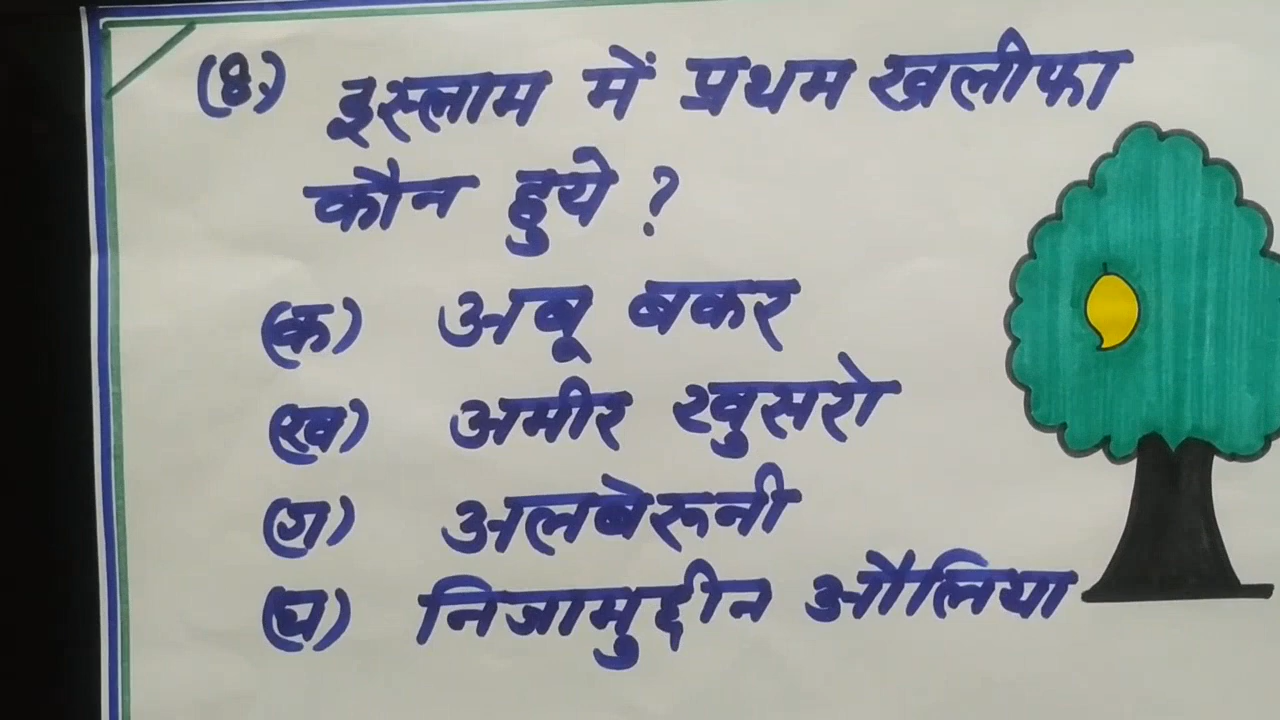 (8.) इस्लाम में प्रथम खलीफा
कौन हुये ?
(क) अबू बकर
(ख) अमीर खुसरो
(ग) अलबेरूनी
(घ) निजामुद्दीन औलिया